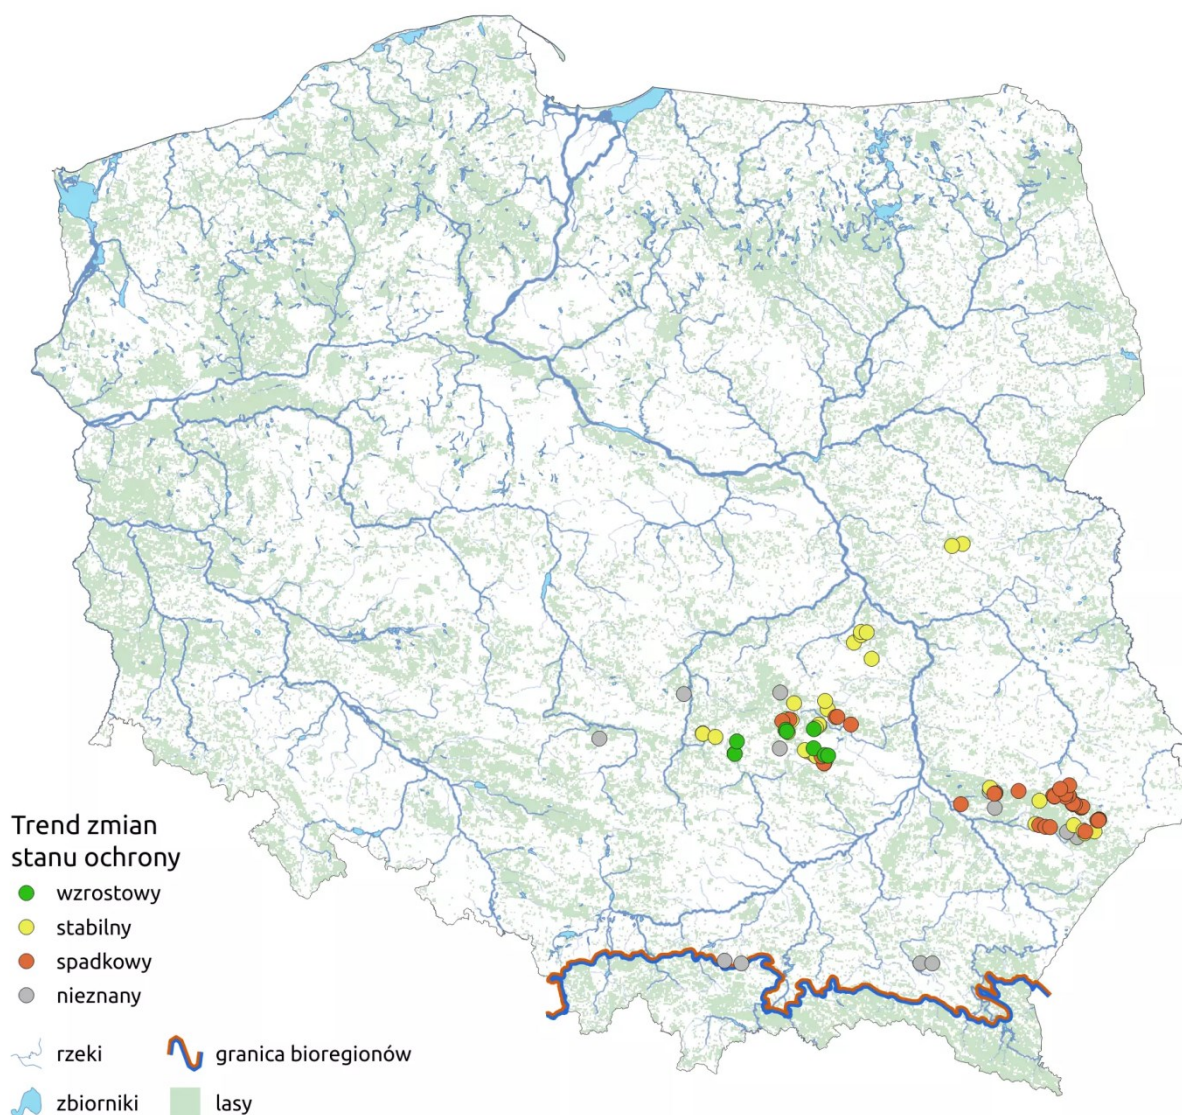 Trend zmian
stanu ochrony
wzrostowy
stabilny
spadkowy
nieznany
rzeki
granica bioregionów
zbiorniki
lasy